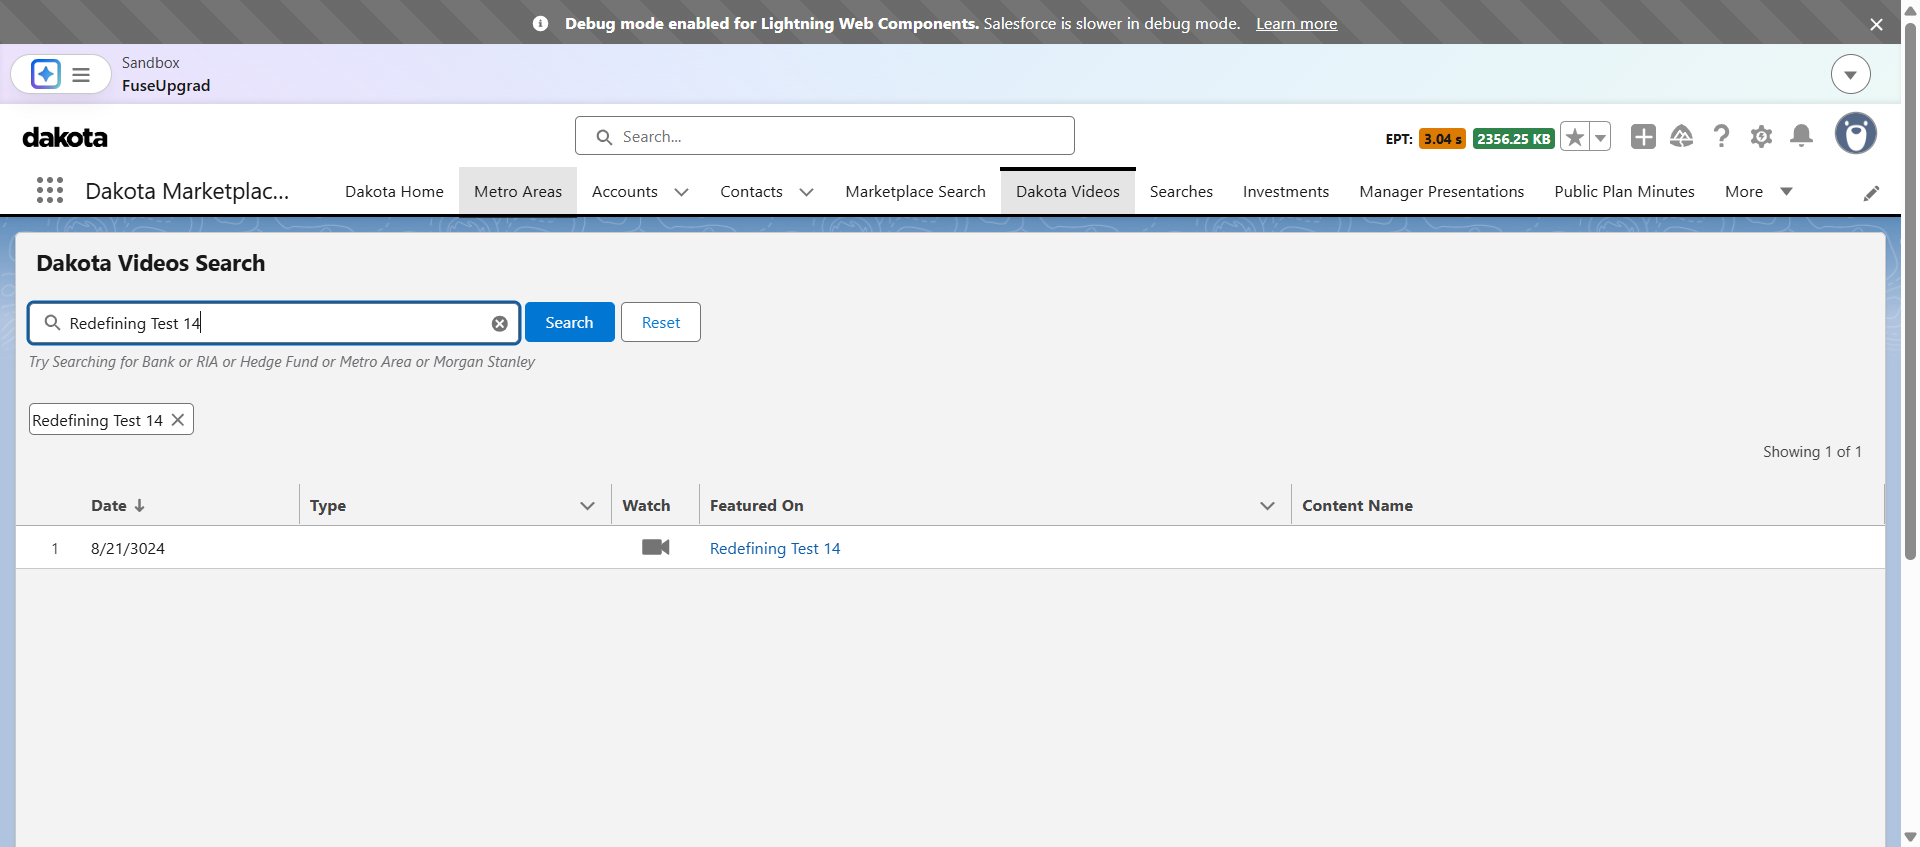 Debug mode enabled for Lightning Web Components. Salesforce is slower in debug mode. Learn more
Sandbox
FuseUpgrad
dakota
Search...
EPT: 3.04 s 2356.25 KB
Dakota Marketplac...
Dakota Home
Metro Areas
Accounts
Contacts
Marketplace Search
Dakota Videos
Searches
Investments
Manager Presentations
Public Plan Minutes
More
Dakota Videos Search
Redefining Test 14
Search
Reset
Try Searching for Bank or RIA or Hedge Fund or Metro Area or Morgan Stanley
Redefining Test 14
Showing 1 of 1
Date
Type
Watch
Featured On
Content Name
1
8/21/3024
Redefining Test 14